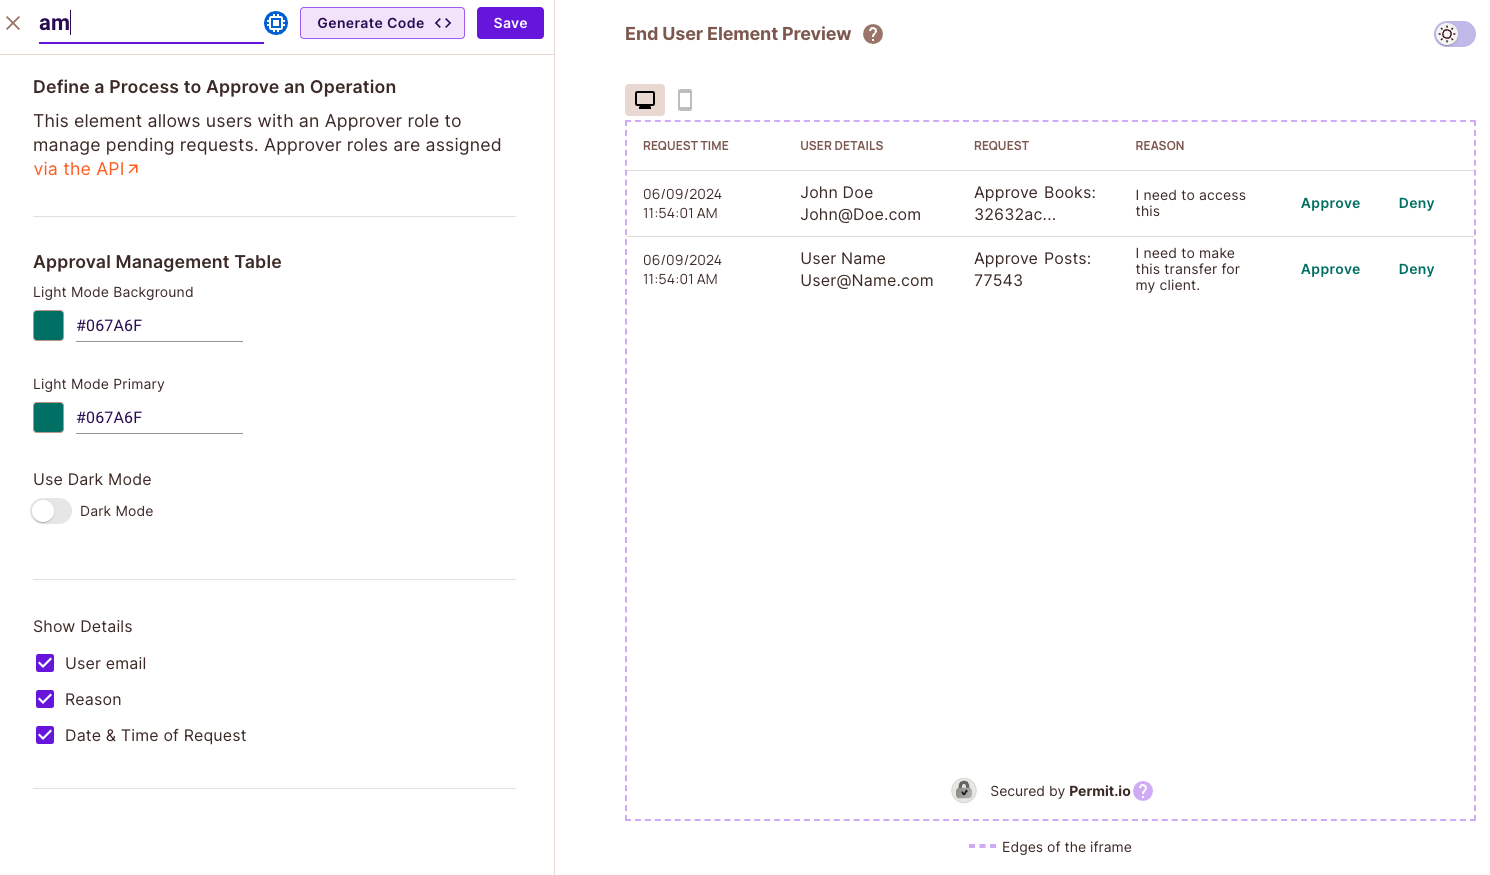 am
Generate Code
Save
Define a Process to Approve an Operation
This element allows users with an Approver role to
manage pending requests. Approver roles are assigned
via the API
Approval Management Table
Light Mode Background
#067A6F
Light Mode Primary
#067A6F
Use Dark Mode
Dark Mode
Show Details
User email
Reason
Date & Time of Request
End User Element Preview ?
REQUEST TIME USER DETAILS REQUEST REASON
06/09/2024
11:54:01 AM
John Doe
John@Doe.com
Approve Books:
32632ac...
I need to access
this
Approve Deny
06/09/2024
11:54:01 AM
User Name
User@Name.com
Approve Posts:
77543
I need to make
this transfer for
my client.
Approve Deny
Secured by Permit.io ?
Edges of the iframe